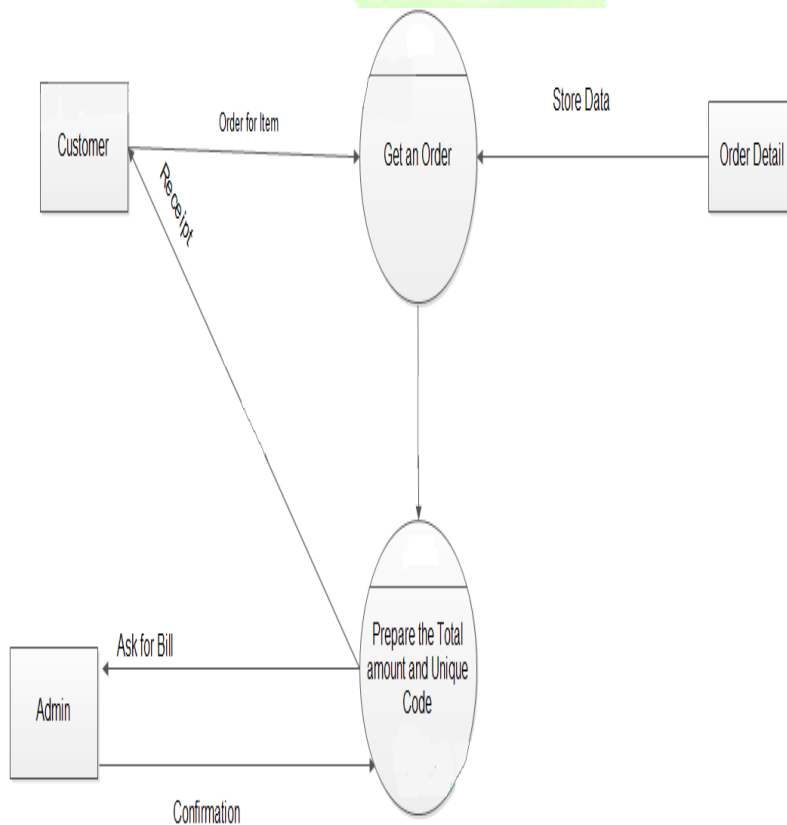 Store Data
Customer
Order for Item
Get an Order
Order Detail
Receipt
Prepare the Total
amount and Unique
Code
Ask for Bill
Admin
Confirmation